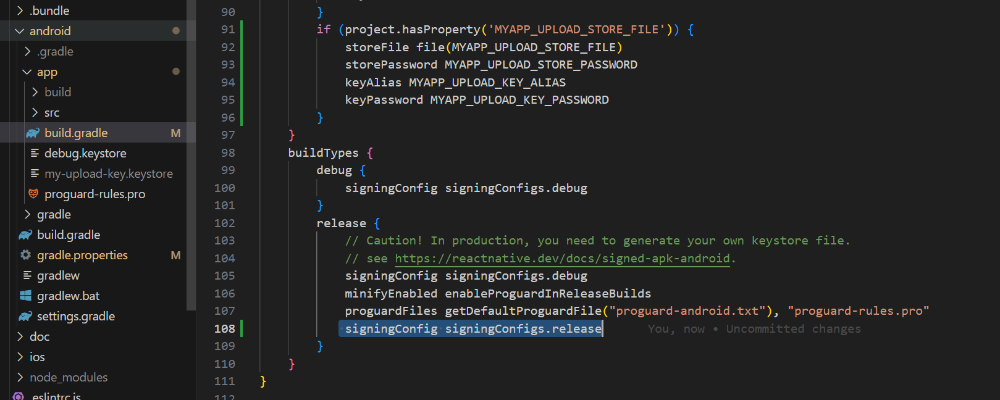 .bundle
android
.gradle
app
build
src
build.gradle M
debug.keystore
my-upload-key.keystore
proguard-rules.pro
gradle
build.gradle
gradle.properties M
gradlew
gradlew.bat
settings.gradle
doc
ios
node_modules
.eslintrc.js
90 }
91 if (project.hasProperty('MYAPP_UPLOAD_STORE_FILE')) {
92 storeFile file(MYAPP_UPLOAD_STORE_FILE)
93 storePassword MYAPP_UPLOAD_STORE_PASSWORD
94 keyAlias MYAPP_UPLOAD_KEY_ALIAS
95 keyPassword MYAPP_UPLOAD_KEY_PASSWORD
96 }
97 }
98 buildTypes {
99 debug {
100 signingConfig signingConfigs.debug
101 }
102 release {
103 // Caution! In production, you need to generate your own keystore file.
104 // see https://reactnative.dev/docs/signed-apk-android.
105 signingConfig signingConfigs.debug
106 minifyEnabled enableProguardInReleaseBuilds
107 proguardFiles getDefaultProguardFile("proguard-android.txt"), "proguard-rules.pro"
108 signingConfig signingConfigs.release You, now • Uncommitted changes
109 }
110 }
111 }
112